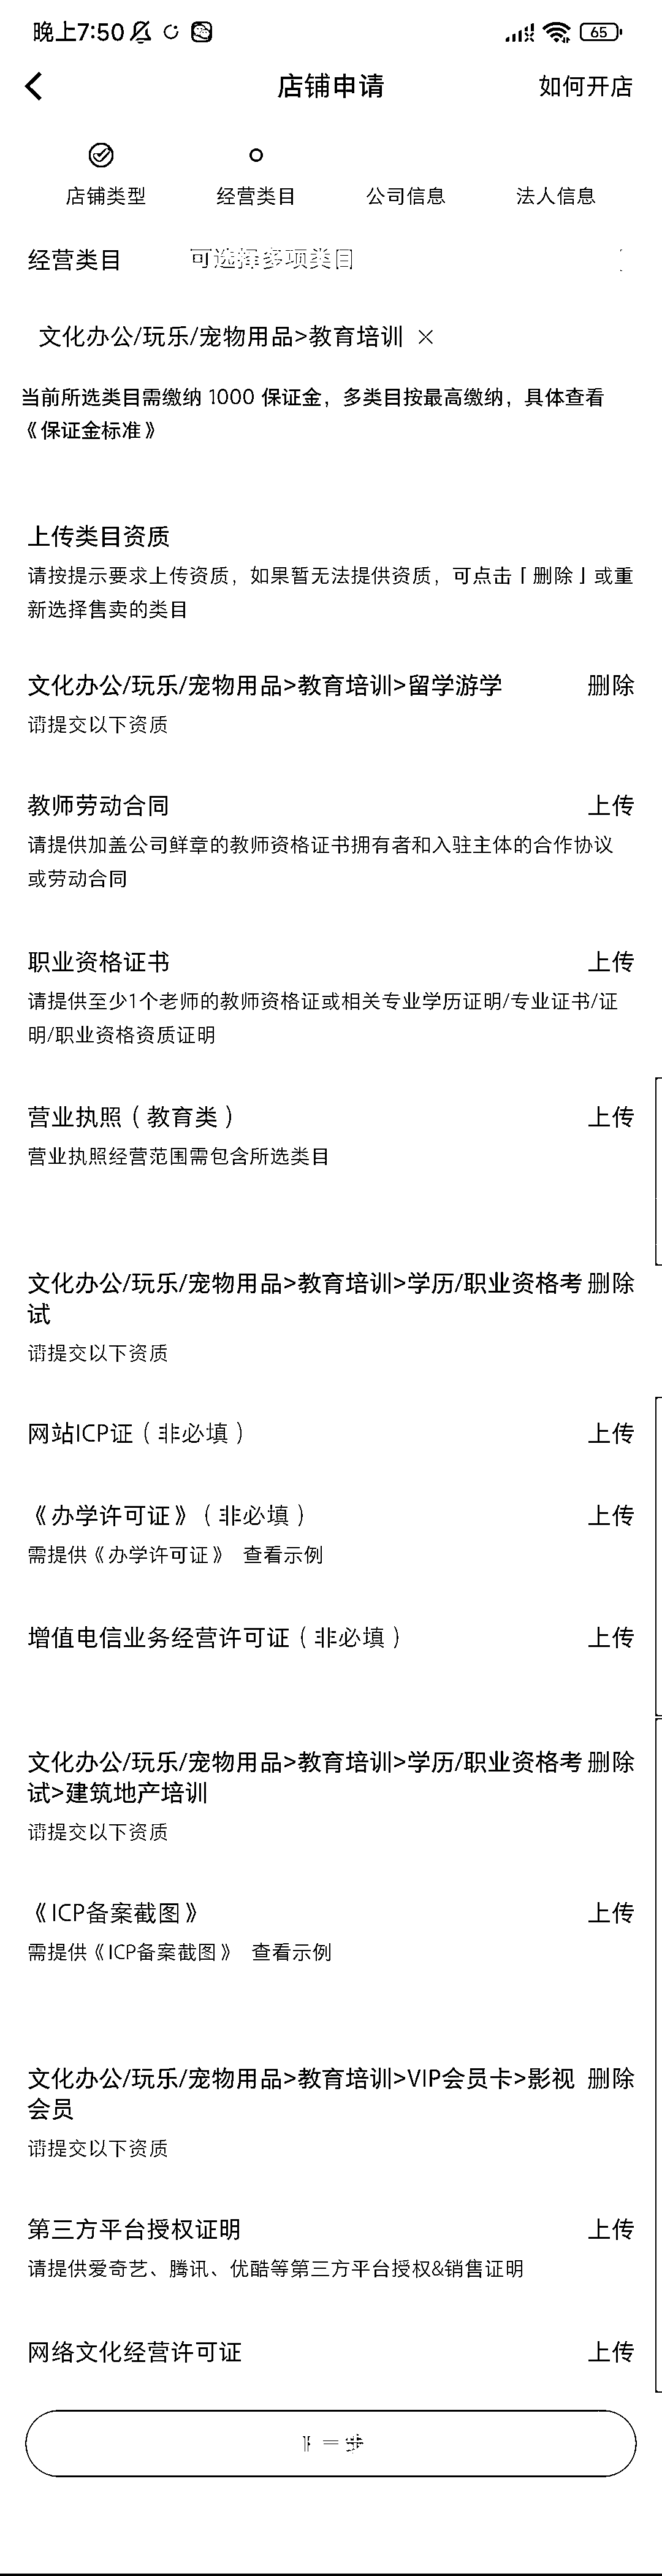 晚上7:50
65
店铺申请
如何开店
店铺类型
经营类目
公司信息
法人信息
经营类目
可选择多项类目
文化办公/玩乐/宠物用品>教育培训 ×
当前所选类目需缴纳 1000 保证金，多类目按最高缴纳，具体查看
《保证金标准》
上传类目资质
请按提示要求上传资质，如果暂无法提供资质，可点击「删除」或重
新选择售卖的类目
文化办公/玩乐/宠物用品>教育培训>留学游学
删除
请提交以下资质
教师劳动合同
上传
请提供加盖公司鲜章的教师资格证书拥有者和入驻主体的合作协议
或劳动合同
职业资格证书
上传
请提供至少1个老师的教师资格证或相关专业学历证明/专业证书/证
明/职业资格资质证明
营业执照（教育类）
上传
营业执照经营范围需包含所选类目
文化办公/玩乐/宠物用品>教育培训>学历/职业资格考
删除
试
请提交以下资质
网站ICP证（非必填）
上传
《办学许可证》（非必填）
上传
需提供《办学许可证》 查看示例
增值电信业务经营许可证（非必填）
上传
文化办公/玩乐/宠物用品>教育培训>学历/职业资格考
删除
试>建筑地产培训
请提交以下资质
《ICP备案截图》
上传
需提供《ICP备案截图》 查看示例
文化办公/玩乐/宠物用品>教育培训>VIP会员卡>影视
删除
会员
请提交以下资质
第三方平台授权证明
上传
请提供爱奇艺、腾讯、优酷等第三方平台授权&销售证明
网络文化经营许可证
上传
下一步